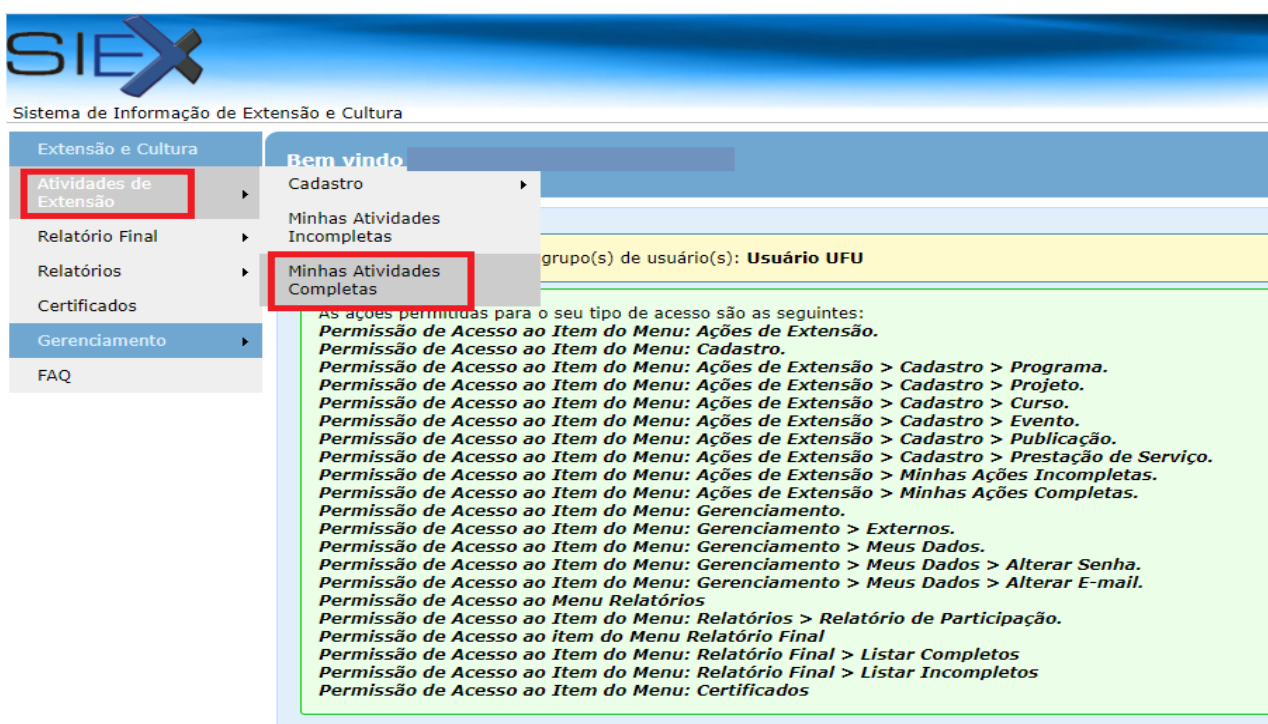 SIEX
Sistema de Informação de Extensão e Cultura
Extensão e Cultura
Atividades de
Extensão
Relatório Final
Relatórios
Certificados
Gerenciamento
FAQ
Bem vindo
Cadastro
Minhas Atividades
Incompletas
Minhas Atividades
Completas
grupo(s) de usuário(s): Usuário UFU
As ações permitidas para o seu tipo de acesso são as seguintes:
Permissão de Acesso ao Item do Menu: Ações de Extensão.
Permissão de Acesso ao Item do Menu: Cadastro.
Permissão de Acesso ao Item do Menu: Ações de Extensão > Cadastro > Programa.
Permissão de Acesso ao Item do Menu: Ações de Extensão > Cadastro > Projeto.
Permissão de Acesso ao Item do Menu: Ações de Extensão > Cadastro > Curso.
Permissão de Acesso ao Item do Menu: Ações de Extensão > Cadastro > Evento.
Permissão de Acesso ao Item do Menu: Ações de Extensão > Cadastro > Publicação.
Permissão de Acesso ao Item do Menu: Ações de Extensão > Cadastro > Prestação de Serviço.
Permissão de Acesso ao Item do Menu: Ações de Extensão > Minhas Ações Incompletas.
Permissão de Acesso ao Item do Menu: Ações de Extensão > Minhas Ações Completas.
Permissão de Acesso ao Item do Menu: Gerenciamento.
Permissão de Acesso ao Item do Menu: Gerenciamento > Externos.
Permissão de Acesso ao Item do Menu: Gerenciamento > Meus Dados.
Permissão de Acesso ao Item do Menu: Gerenciamento > Meus Dados > Alterar Senha.
Permissão de Acesso ao Item do Menu: Gerenciamento > Meus Dados > Alterar E-mail.
Permissão de Acesso ao Menu Relatórios
Permissão de Acesso ao Item do Menu: Relatórios > Relatório de Participação.
Permissão de Acesso ao item do Menu Relatório Final
Permissão de Acesso ao Item do Menu: Relatório Final > Listar Completos
Permissão de Acesso ao Item do Menu: Relatório Final > Listar Incompletos
Permissão de Acesso ao Item do Menu: Certificados